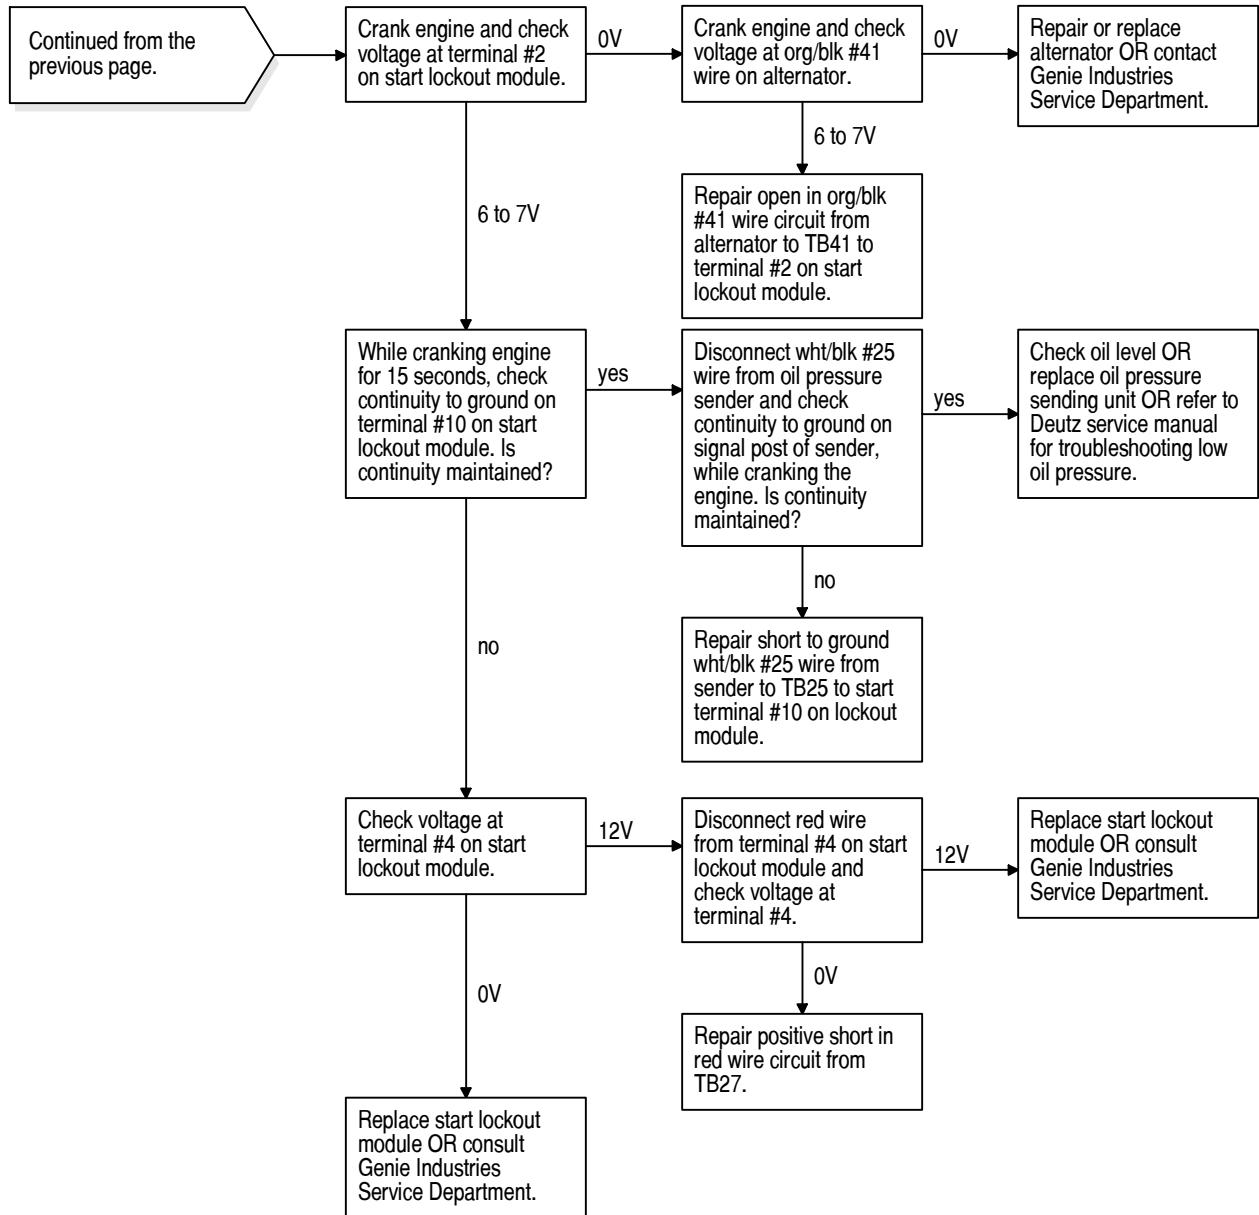 Continued from the
previous page.
Crank engine and check
voltage at terminal #2
on start lockout module.
0V
Crank engine and check
voltage at org/blk #41
wire on alternator.
0V
Repair or replace
alternator OR contact
Genie Industries
Service Department.
6 to 7V
Repair open in org/blk
#41 wire circuit from
alternator to TB41 to
terminal #2 on start
lockout module.
6 to 7V
While cranking engine
for 15 seconds, check
continuity to ground on
terminal #10 on start
lockout module. Is
continuity maintained?
yes
Disconnect wht/blk #25
wire from oil pressure
sender and check
continuity to ground on
signal post of sender,
while cranking the
engine. Is continuity
maintained?
yes
Check oil level OR
replace oil pressure
sending unit OR refer to
Deutz service manual
for troubleshooting low
oil pressure.
no
Repair short to ground
wht/blk #25 wire from
sender to TB25 to start
terminal #10 on lockout
module.
no
Check voltage at
terminal #4 on start
lockout module.
12V
Disconnect red wire
from terminal #4 on start
lockout module and
check voltage at
terminal #4.
12V
Replace start lockout
module OR consult
Genie Industries
Service Department.
0V
Repair positive short in
red wire circuit from
TB27.
0V
Replace start lockout
module OR consult
Genie Industries
Service Department.